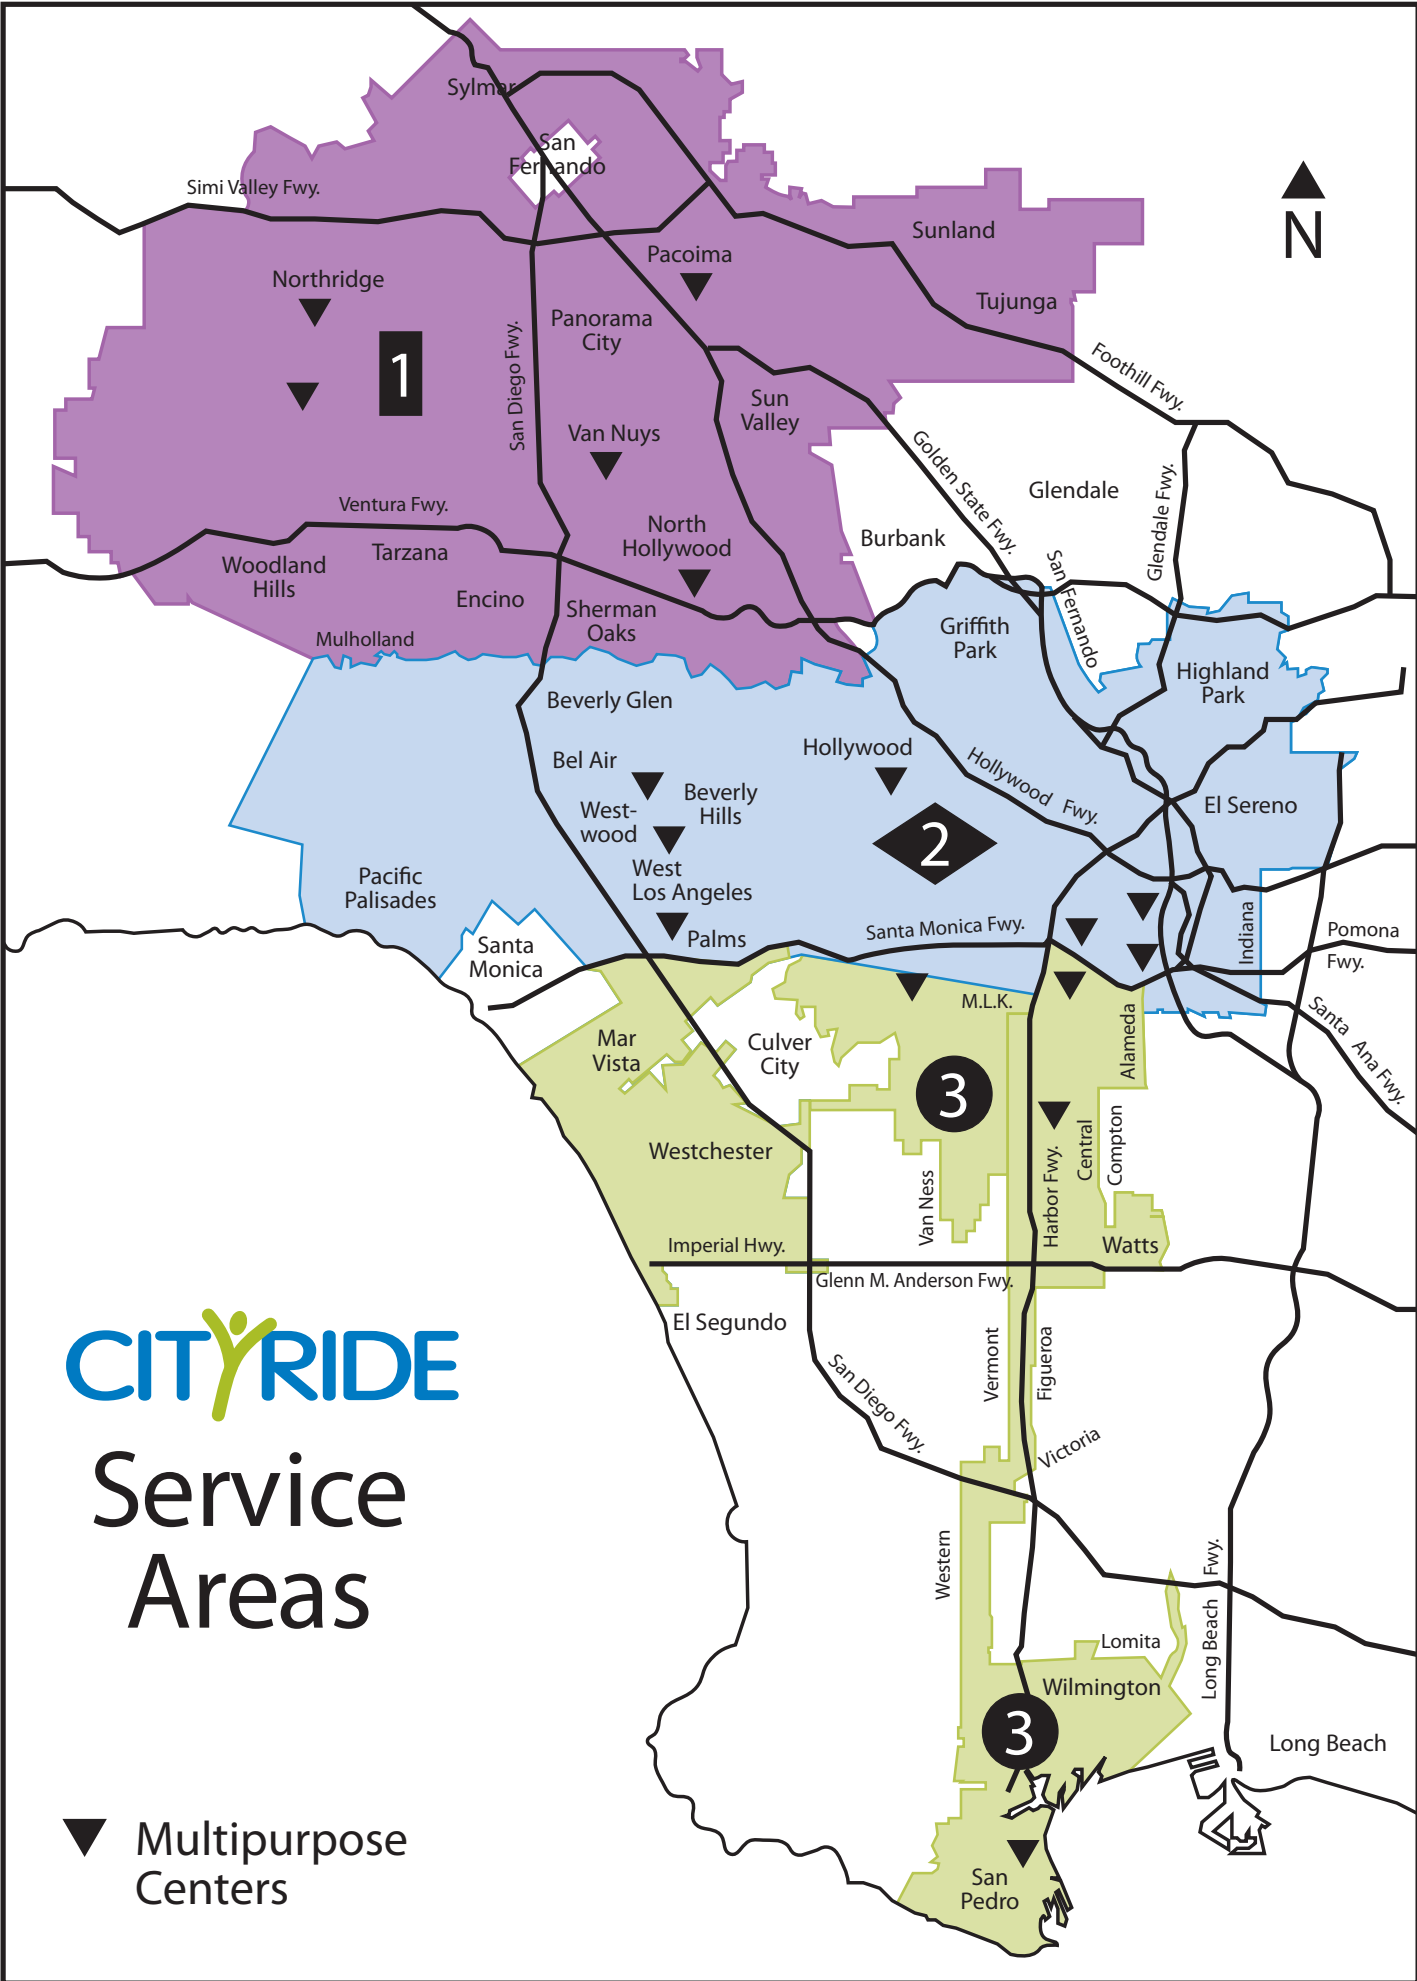 Sylmar
San
Fernando
Simi Valley Fwy.
N
Sunland
Pacoima
Northridge
Tujunga
Panorama
City
1
San Diego Fwy.
Foothill Fwy.
Sun
Valley
Van Nuys
Golden State Fwy.
Glendale
Glendale Fwy.
Ventura Fwy.
North
Hollywood
Burbank
Tarzana
Woodland
Hills
San Fernando
Encino
Sherman
Oaks
Griffith
Park
Mulholland
Highland
Park
Beverly Glen
Hollywood
Bel Air
Hollywood Fwy.
Beverly
Hills
West-
wood
El Sereno
2
West
Los Angeles
Pacific
Palisades
Santa Monica Fwy.
Indiana
Pomona
Fwy.
Palms
Santa
Monica
M.L.K.
Santa Ana Fwy.
Mar
Vista
Culver
City
Alameda
3
Central
Compton
Westchester
Van Ness
Harbor Fwy.
Imperial Hwy.
Watts
Glenn M. Anderson Fwy.
El Segundo
CITYRIDE
Service
Areas
Vermont
Figueroa
San Diego Fwy.
Victoria
Western
Long Beach Fwy.
Lomita
Wilmington
3
Long Beach
Multipurpose
Centers
San
Pedro